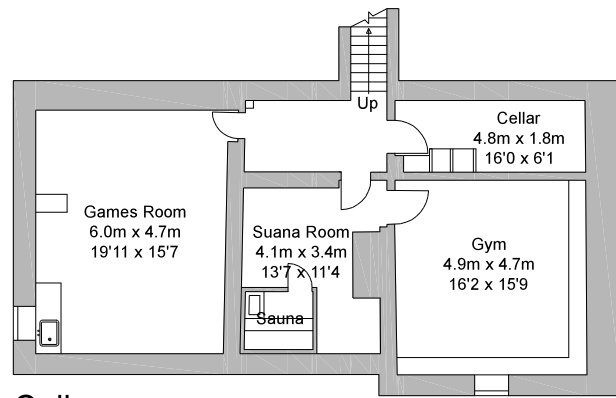 Up
Cellar
4.8m x 1.8m
16'0 x 6'1
Games Room
6.0m x 4.7m
19'11 x 15'7
Suana Room
4.1m x 3.4m
13'7 x 11'4
Gym
4.9m x 4.7m
16'2 x 15'9
Sauna